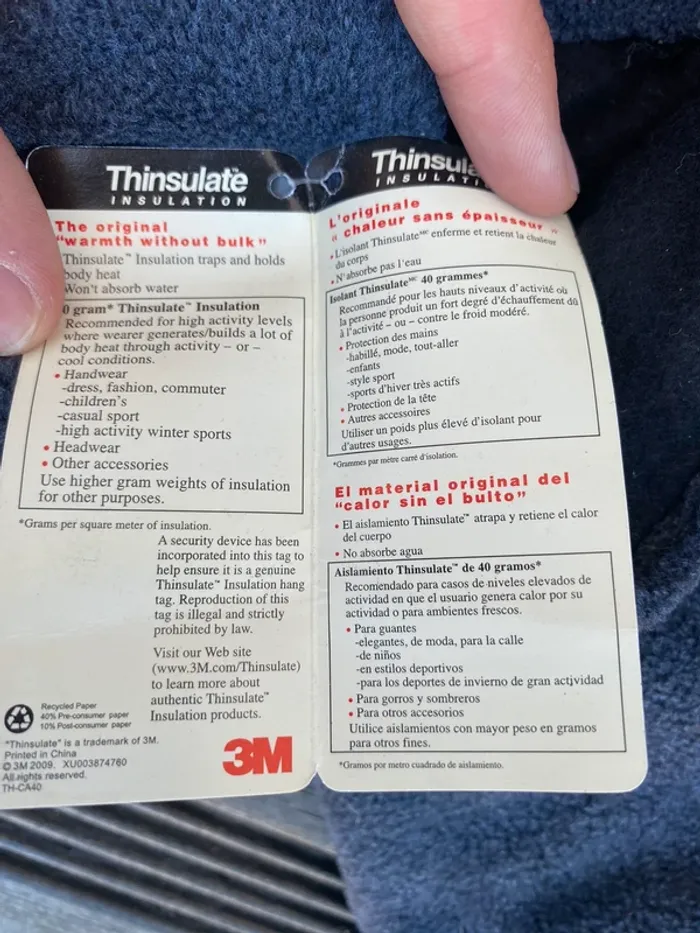 Thinsulate™
INSULATION
The original
"warmth without bulk"
Thinsulate™ Insulation traps and holds
body heat
Won't absorb water
0 gram* Thinsulate™ Insulation
Recommended for high activity levels
where wearer generates/builds a lot of
body heat through activity – or –
cool conditions.
• Handwear
-dress, fashion, commuter
-children's
-casual sport
-high activity winter sports
• Headwear
• Other accessories
Use higher gram weights of insulation
for other purposes.
*Grams per square meter of insulation.
A security device has been
incorporated into this tag to
help ensure it is a genuine
Thinsulate™ Insulation hang
tag. Reproduction of this
tag is illegal and strictly
prohibited by law.
Visit our Web site
(www.3M.com/Thinsulate)
to learn more about
authentic Thinsulate™
Insulation products.
Recycled Paper
40% Pre-consumer paper
10% Post-consumer paper
"Thinsulate" is a trademark of 3M.
Printed in China
© 3M 2009. XU003874760
All rights reserved.
TH-CA40
3M
Thinsula
INSULATI
L'originale
« chaleur sans épaisseur »
• L'isolant Thinsulate MC enferme et retient la chaleur
du corps
• N'absorbe pas l'eau
Isolant Thinsulate MC 40 grammes*
Recommandé pour les hauts niveaux d'activité où
la personne produit un fort degré d'échauffement dû
à l'activité – ou – contre le froid modéré.
• Protection des mains
-habillé, mode, tout-aller
-enfants
-style sport
-sports d'hiver très actifs
• Protection de la tête
• Autres accessoires
Utiliser un poids plus élevé d'isolant pour
d'autres usages.
*Grammes par mètre carré d'isolation.
El material original del
"calor sin el bulto"
• El aislamiento Thinsulate™ atrapa y retiene el calor
del cuerpo
• No absorbe agua
Aislamiento Thinsulate™ de 40 gramos*
Recomendado para casos de niveles elevados de
actividad en que el usuario genera calor por su
actividad o para ambientes frescos.
• Para guantes
-elegantes, de moda, para la calle
-de niños
-en estilos deportivos
-para los deportes de invierno de gran actividad
• Para gorros y sombreros
• Para otros accesorios
Utilice aislamientos con mayor peso en gramos
para otros fines.
*Gramos por metro cuadrado de aislamiento.